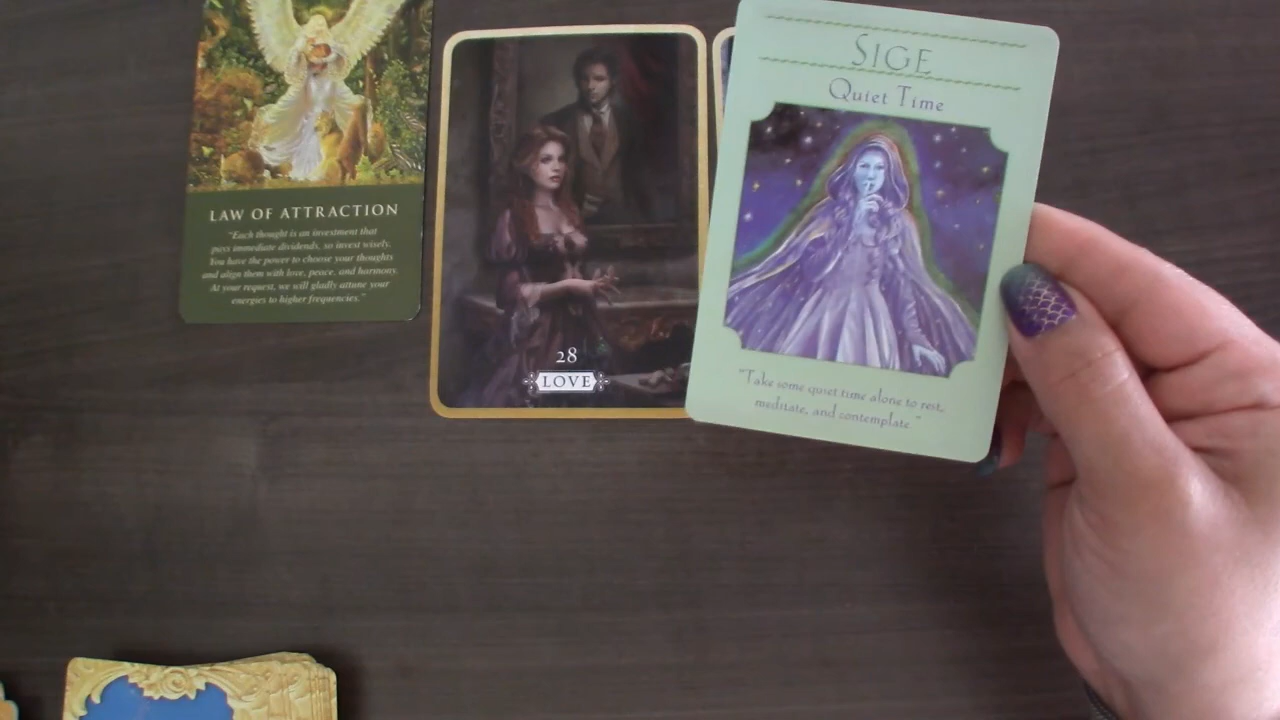 LAW OF ATTRACTION
"Each thought is an investment that
pays immediate dividends, so invest wisely.
You have the power to choose your thoughts
and align them with love, peace, and harmony.
At your request, we will gladly attune your
energies to higher frequencies."
28
LOVE
SIGE
Quiet Time
"Take some quiet time alone to rest,
meditate, and contemplate."